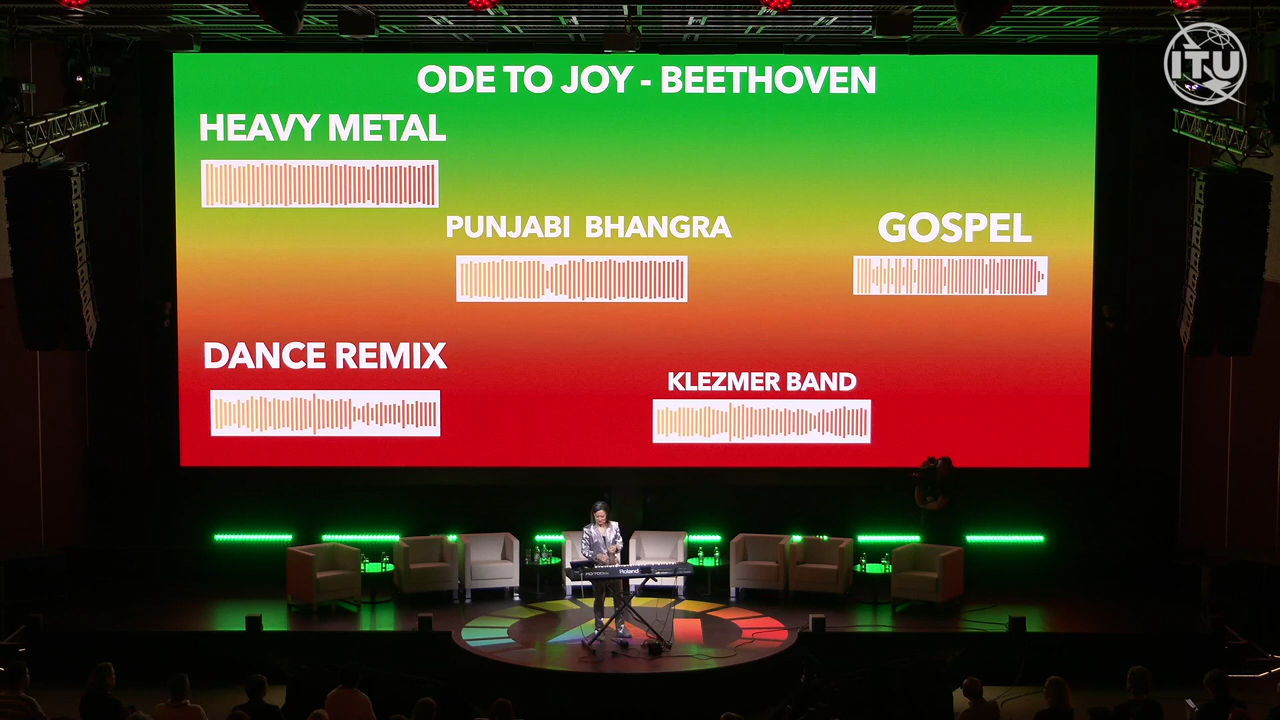 ITU
ODE TO JOY - BEETHOVEN
HEAVY METAL
PUNJABI BHANGRA
GOSPEL
DANCE REMIX
KLEZMER BAND
Roland